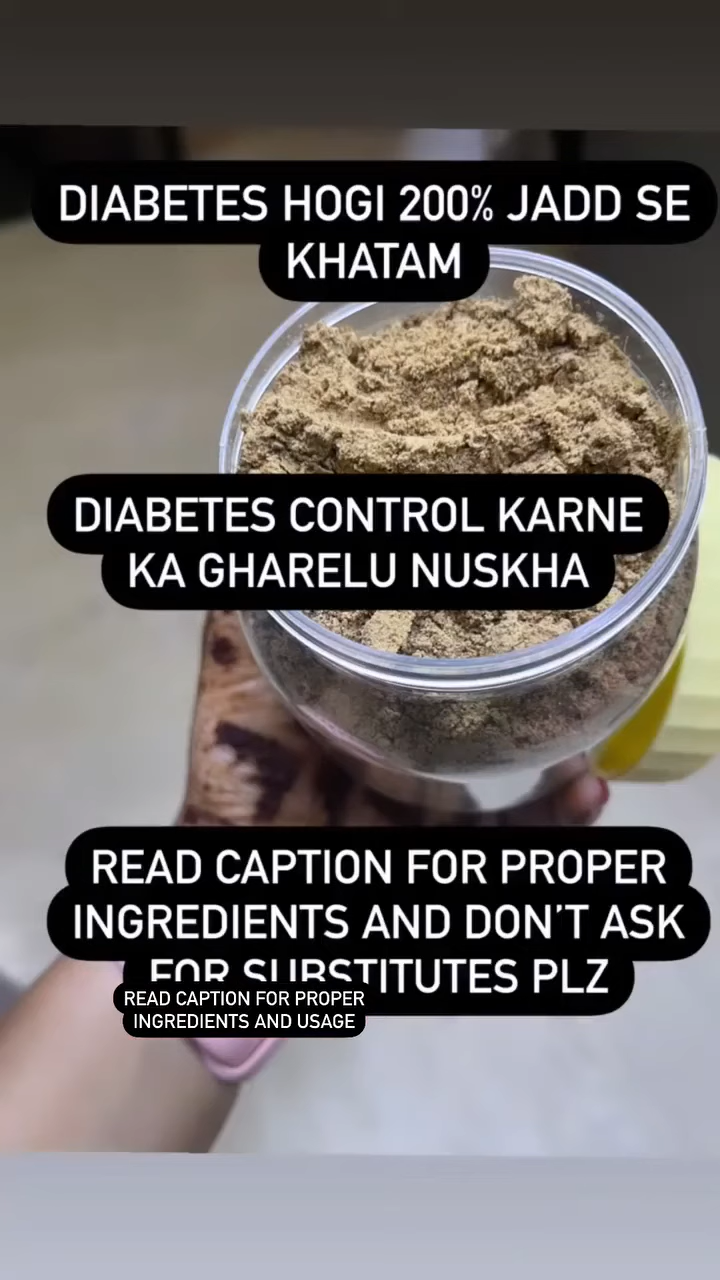 DIABETES HOGI 200% JADD SE
KHATAM
DIABETES CONTROL KARNE
KA GHARELU NUSKHA
READ CAPTION FOR PROPER
INGREDIENTS AND DON'T ASK
FOR SUBSTITUTES PLZ
READ CAPTION FOR PROPER
INGREDIENTS AND USAGE